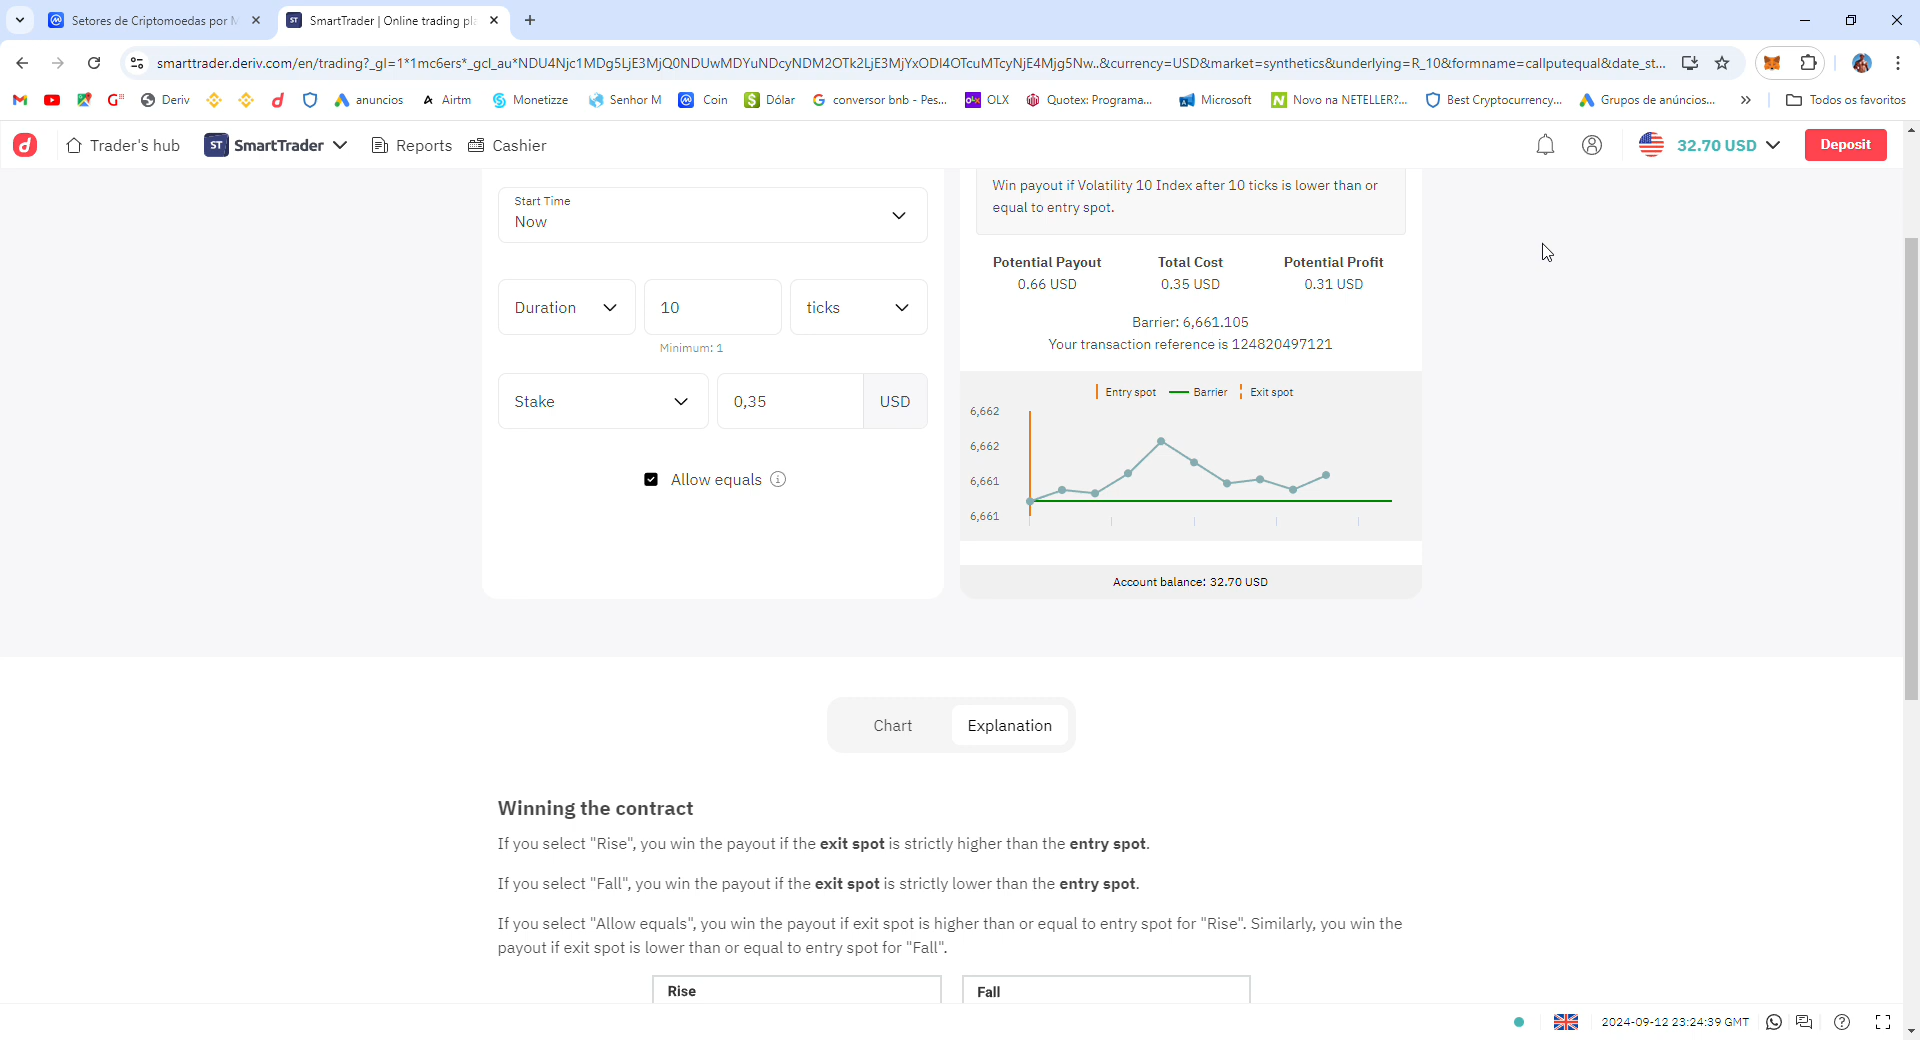 Setores de Criptomoedas por M
SmartTrader | Online trading pla
smarttrader.deriv.com/en/trading?_gl=1*1mc6ers*_gcl_au*NDU4Njc1MDg5LjE3MjQ0NDUwMDYuNDcyNDM2OTk2LjE3MjYxODI4OTcuMTcyNjE4Mjg5Nw..&currency=USD&market=synthetics&underlying=R_10&formname=callputequal&date_st...
Deriv
anuncios
Airtm
Monetizze
Senhor M
Coin
Dólar
conversor bnb - Pes...
OLX
Quotex: Programa...
Microsoft
Novo na NETELLER?...
Best Cryptocurrency...
Grupos de anúncios...
»
Todos os favoritos
Trader's hub
ST SmartTrader
Reports
Cashier
32.70 USD
Deposit
Start Time
Now
Duration
10
ticks
Minimum: 1
Stake
0,35
USD
Allow equals
Win payout if Volatility 10 Index after 10 ticks is lower than or
equal to entry spot.
Potential Payout Total Cost Potential Profit
0.66 USD 0.35 USD 0.31 USD
Barrier: 6,661.105
Your transaction reference is 124820497121
Entry spot Barrier Exit spot
6,662
6,662
6,661
6,661
Account balance: 32.70 USD
Chart
Explanation
Winning the contract
If you select "Rise", you win the payout if the exit spot is strictly higher than the entry spot.
If you select "Fall", you win the payout if the exit spot is strictly lower than the entry spot.
If you select "Allow equals", you win the payout if exit spot is higher than or equal to entry spot for "Rise". Similarly, you win the
payout if exit spot is lower than or equal to entry spot for "Fall".
Rise
Fall
2024-09-12 23:24:39 GMT